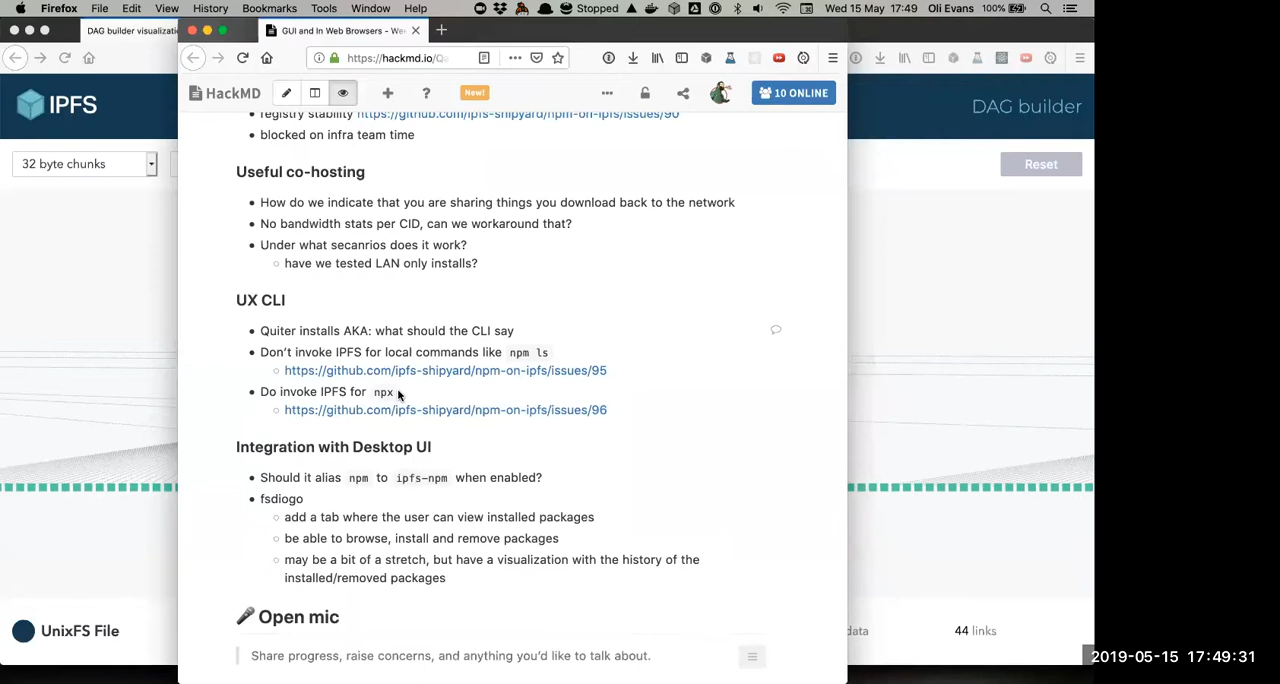 Firefox File Edit View History Bookmarks Tools Window Help Stopped Wed 15 May 17:49 Oli Evans 100%
DAG builder visualizati
GUI and In Web Browsers - We
https://hackmd.io/
HackMD
New!
10 ONLINE
IPFS
DAG builder
32 byte chunks
Reset
registry stability https://github.com/ipfs-shipyard/npm-on-ipfs/issues/90
blocked on infra team time
Useful co-hosting
How do we indicate that you are sharing things you download back to the network
No bandwidth stats per CID, can we workaround that?
Under what secanrios does it work?
have we tested LAN only installs?
UX CLI
Quiter installs AKA: what should the CLI say
Don't invoke IPFS for local commands like npm ls
https://github.com/ipfs-shipyard/npm-on-ipfs/issues/95
Do invoke IPFS for npx
https://github.com/ipfs-shipyard/npm-on-ipfs/issues/96
Integration with Desktop UI
Should it alias npm to ipfs-npm when enabled?
fsdiogo
add a tab where the user can view installed packages
be able to browse, install and remove packages
may be a bit of a stretch, but have a visualization with the history of the
installed/removed packages
Open mic
Share progress, raise concerns, and anything you'd like to talk about.
UnixFS File
data
44 links
2019-05-15 17:49:31